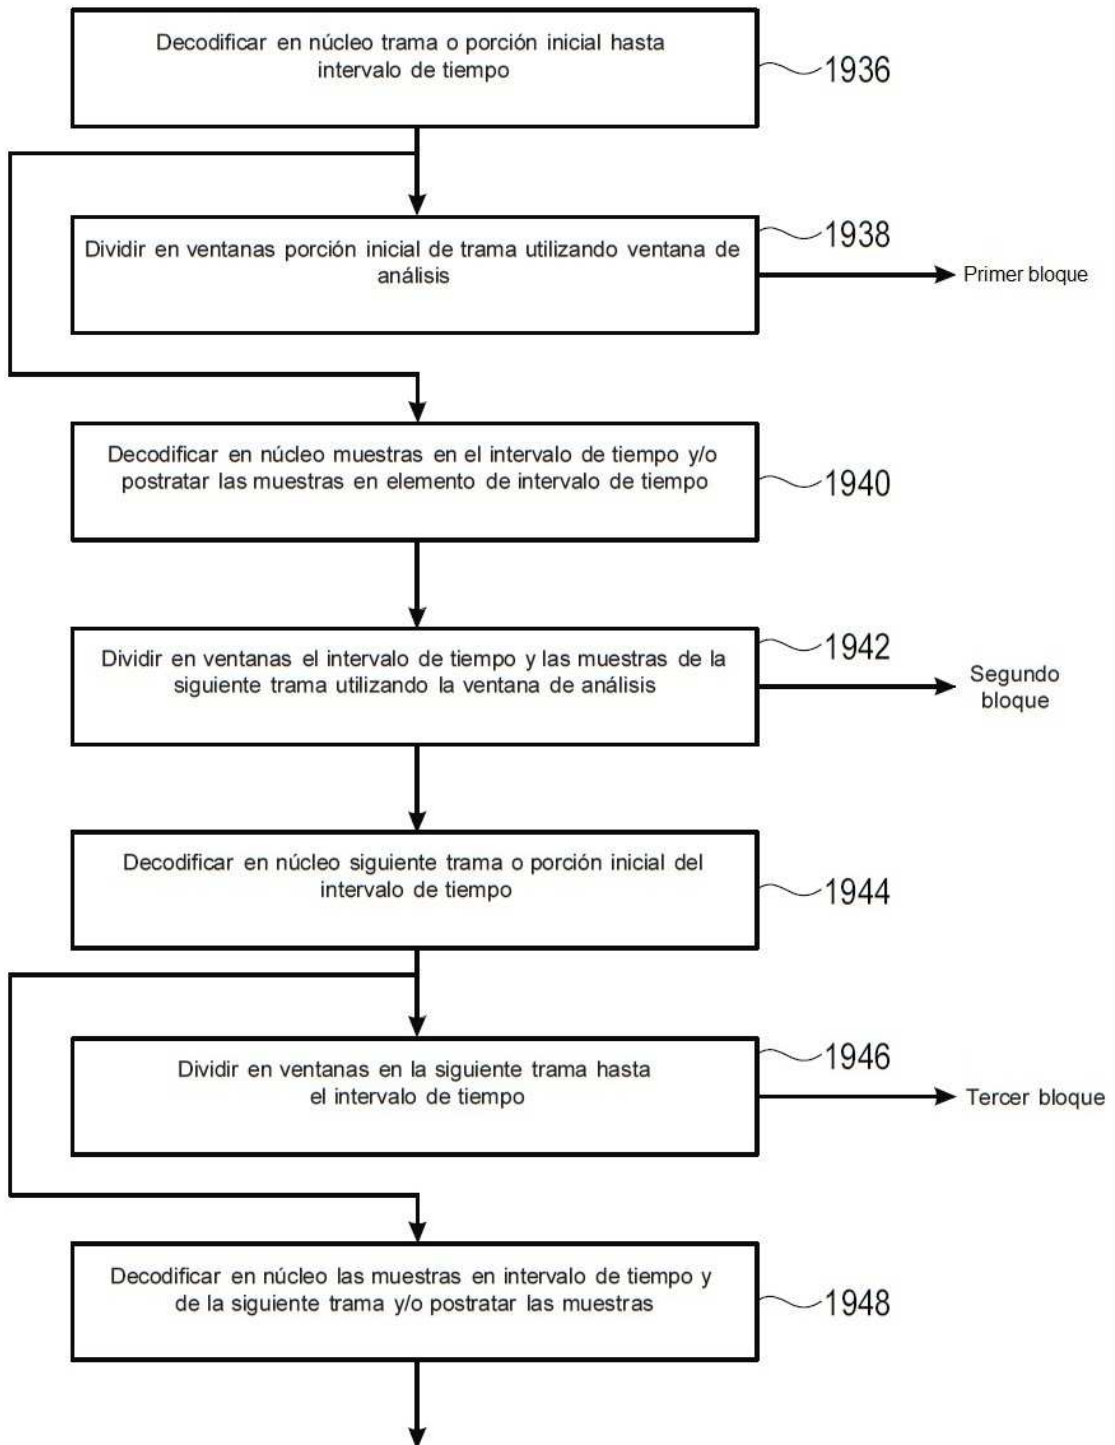 Decodificar en núcleo trama o porción inicial hasta
intervalo de tiempo
1936
Dividir en ventanas porción inicial de trama utilizando ventana de
análisis
1938
Primer bloque
Decodificar en núcleo muestras en el intervalo de tiempo y/o
postratar las muestras en elemento de intervalo de tiempo
1940
Dividir en ventanas el intervalo de tiempo y las muestras de la
siguiente trama utilizando la ventana de análisis
1942
Segundo
bloque
Decodificar en núcleo siguiente trama o porción inicial del
intervalo de tiempo
1944
Dividir en ventanas en la siguiente trama hasta
el intervalo de tiempo
1946
Tercer bloque
Decodificar en núcleo las muestras en intervalo de tiempo y
de la siguiente trama y/o postratar las muestras
1948